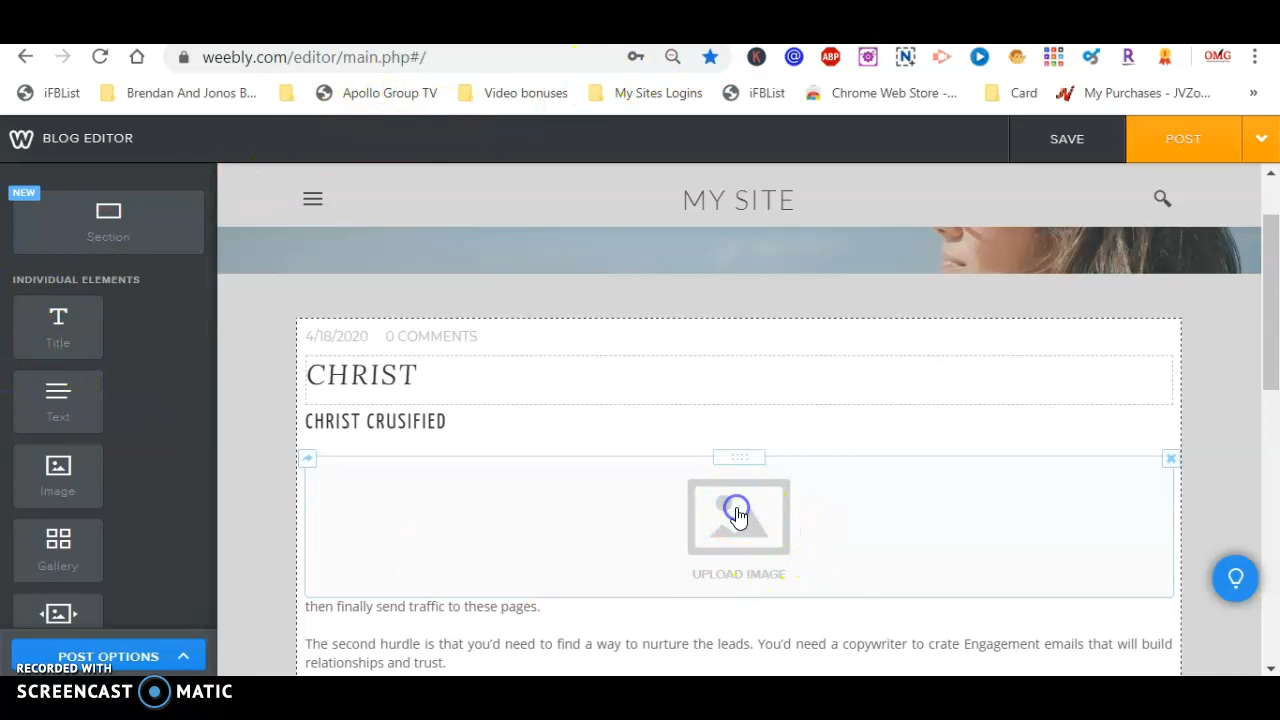 weebly.com/editor/main.php#/
K @ ABP N R OMG
iFBList Brendan And Jonos B... Apollo Group TV Video bonuses My Sites Logins iFBList Chrome Web Store -... Card My Purchases - JVZo... »
W BLOG EDITOR SAVE POST
NEW
Section
INDIVIDUAL ELEMENTS
T
Title
Text
Image
Gallery
POST OPTIONS
MY SITE
4/18/2020 0 COMMENTS
CHRIST
CHRIST CRUSIFIED
UPLOAD IMAGE
then finally send traffic to these pages.
The second hurdle is that you'd need to find a way to nurture the leads. You'd need a copywriter to crate Engagement emails that will build
relationships and trust.
RECORDED WITH
SCREENCAST MATIC